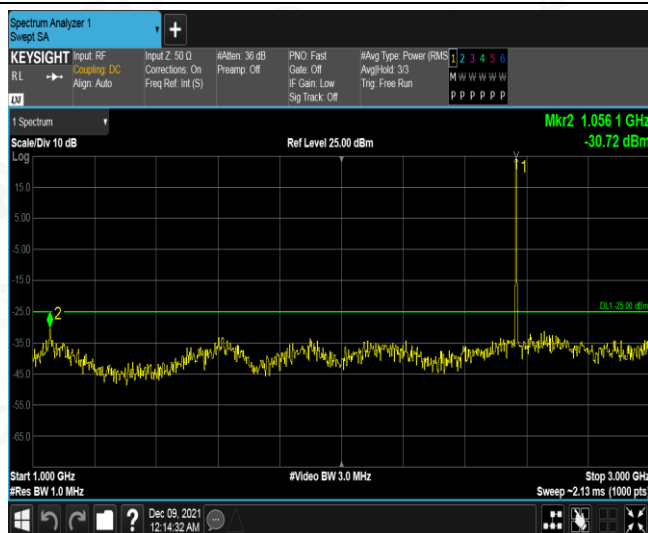 Spectrum Analyzer 1
Swept SA
+
KEYSIGHT
RL
Input: RF
Coupling: DC
Align: Auto
Input Z: 50 Ω
Corrections: On
Freq Ref: Int (S)
#Atten: 36 dB
Preamp: Off
PNO: Fast
Gate: Off
IF Gain: Low
Sig Track: Off
#Avg Type: Power (RMS
Avg|Hold: 3/3
Trig: Free Run
1 2 3 4 5 6
M W W W W W
P P P P P P
1 Spectrum
Mkr2 1.056 1 GHz
Scale/Div 10 dB
Ref Level 25.00 dBm
-30.72 dBm
Log
1
15.0
5.00
-5.00
-15.0
DL1 -25.00 dBm
-25.0
2
-35.0
-45.0
-55.0
-65.0
Start 1.000 GHz
#Video BW 3.0 MHz
Stop 3.000 GHz
#Res BW 1.0 MHz
Sweep ~2.13 ms (1000 pts)
?
Dec 09, 2021
12:14:32 AM